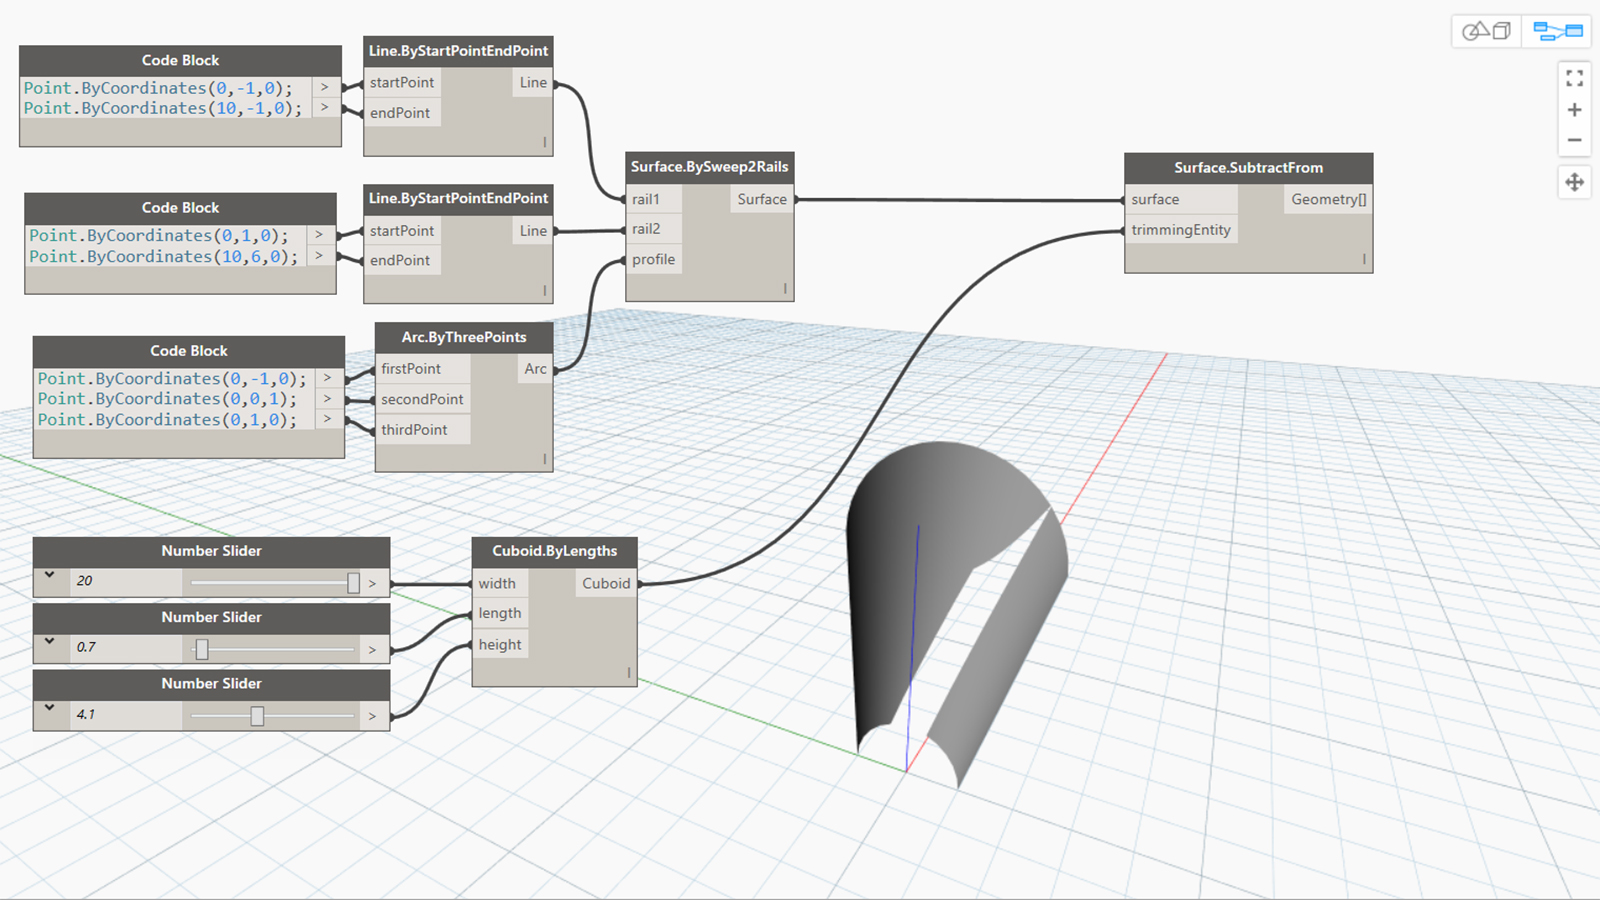 Code Block
Point.ByCoordinates(0,-1,0); >
Point.ByCoordinates(10,-1,0); >
Line.ByStartPointEndPoint
startPoint Line
endPoint
l
Code Block
Point.ByCoordinates(0,1,0); >
Point.ByCoordinates(10,6,0); >
Line.ByStartPointEndPoint
startPoint Line
endPoint
l
Code Block
Point.ByCoordinates(0,-1,0); >
Point.ByCoordinates(0,0,1); >
Point.ByCoordinates(0,1,0); >
Arc.ByThreePoints
firstPoint Arc
secondPoint
thirdPoint
l
Surface.BySweep2Rails
rail1 Surface
rail2
profile
l
Surface.SubtractFrom
surface Geometry[]
trimmingEntity
l
Number Slider
20 >
Number Slider
0.7 >
Number Slider
4.1 >
Cuboid.ByLengths
width Cuboid
length
height
l